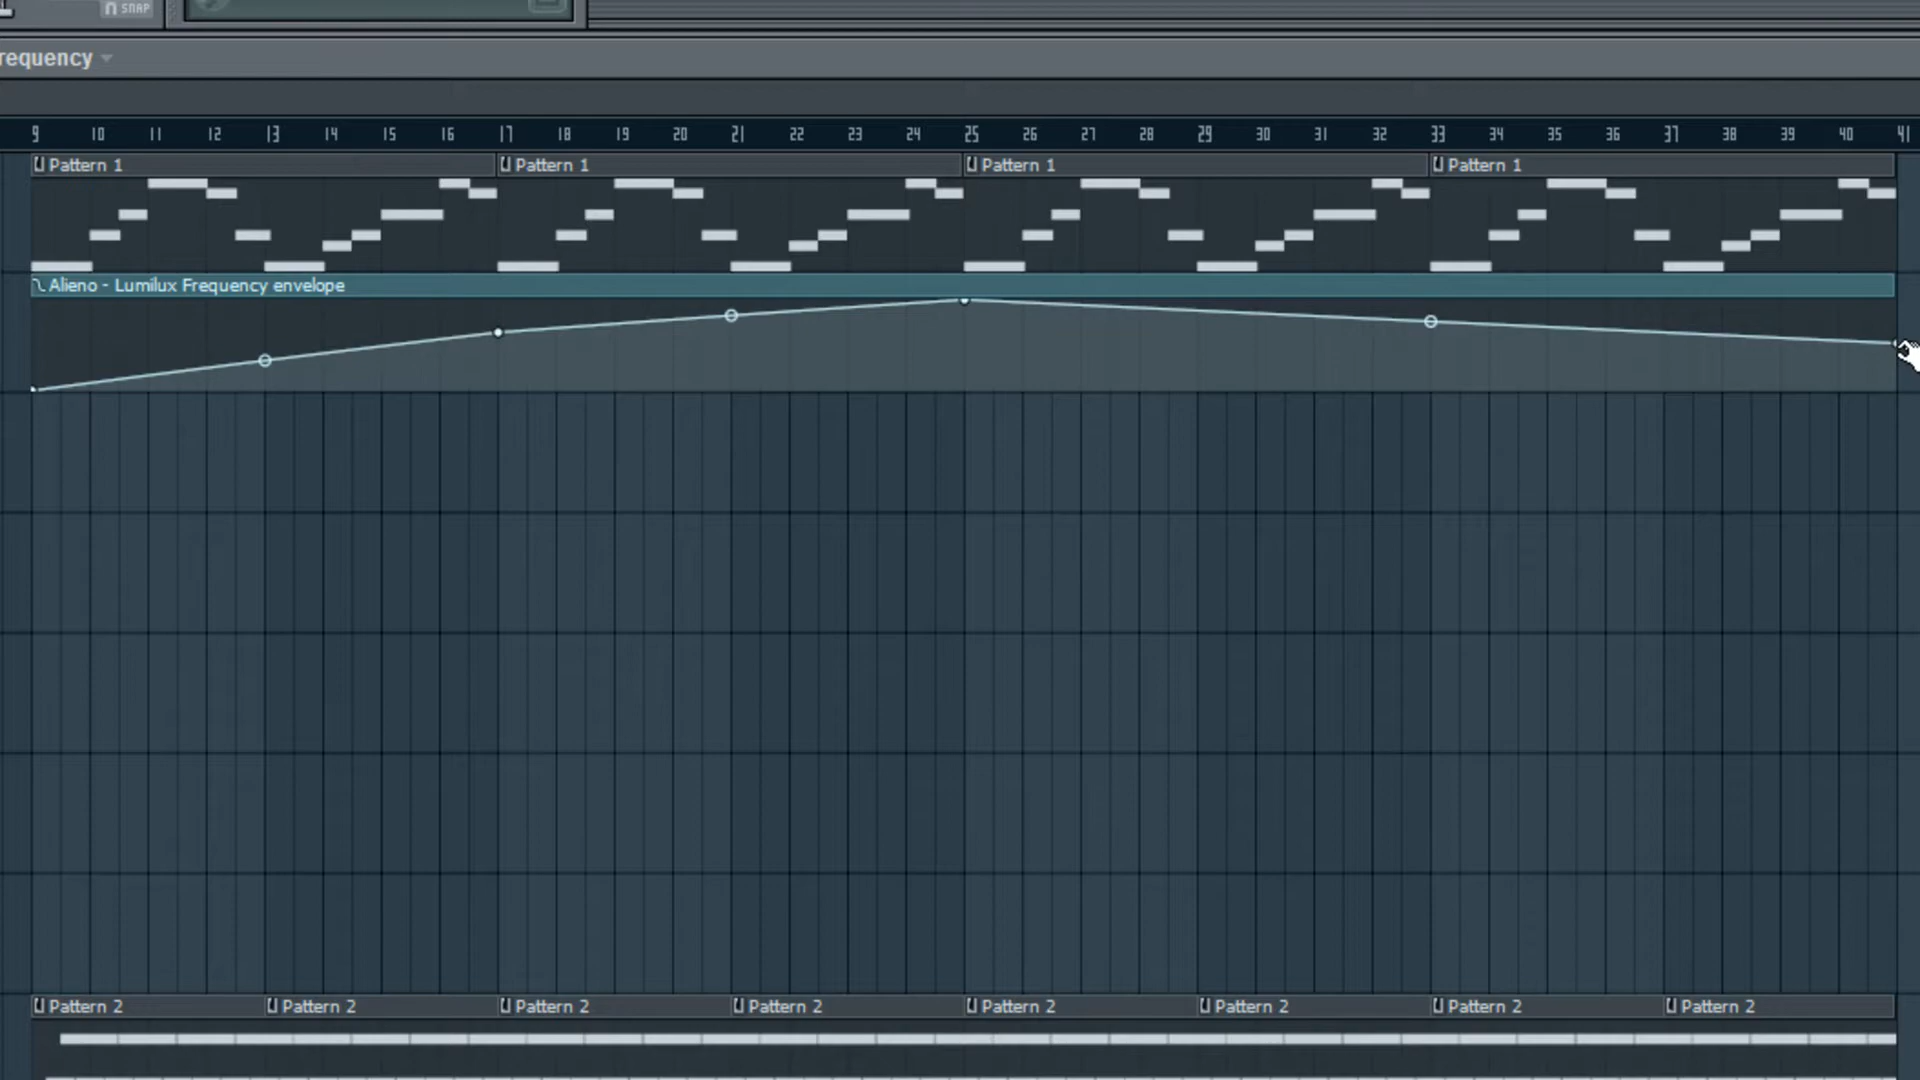 SNAP
requency
9 10 11 12 13 14 15 16 17 18 19 20 21 22 23 24 25 26 27 28 29 30 31 32 33 34 35 36 37 38 39 40 41
Pattern 1 Pattern 1 Pattern 1 Pattern 1
Alieno - Lumilux Frequency envelope
Pattern 2 Pattern 2 Pattern 2 Pattern 2 Pattern 2 Pattern 2 Pattern 2 Pattern 2